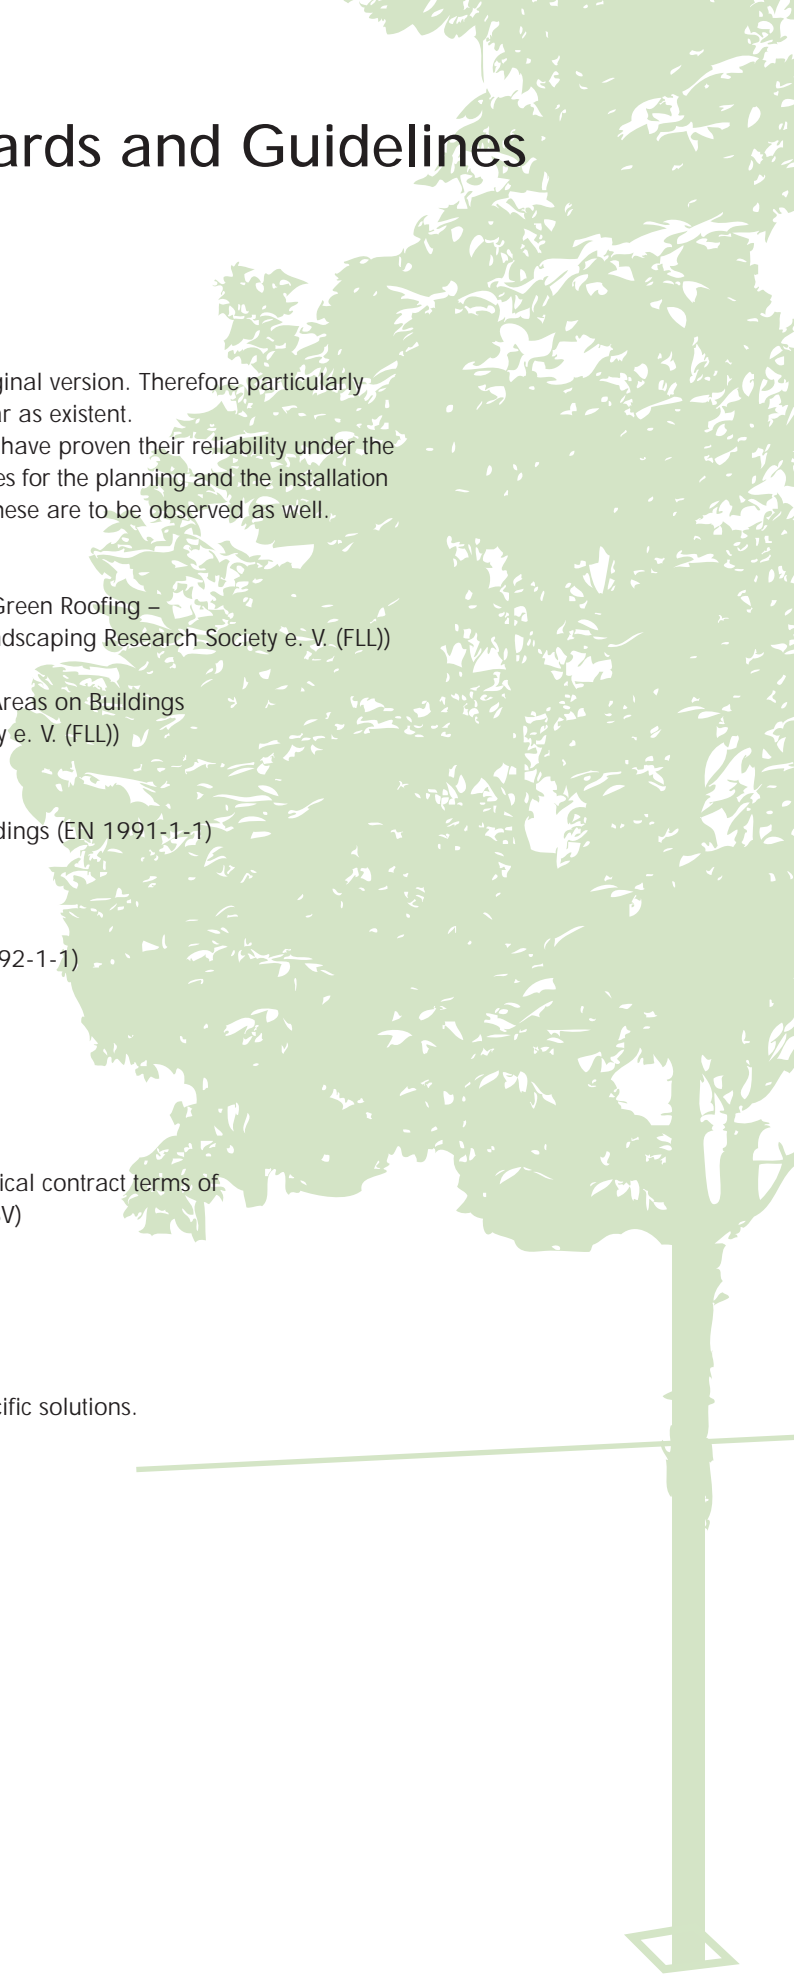 ards and Guidelines
ginal version. Therefore particularly
ar as existent.
have proven their reliability under the
es for the planning and the installation
hese are to be observed as well.
Green Roofing –
ndscaping Research Society e. V. (FLL))
Areas on Buildings
y e. V. (FLL))
dings (EN 1991-1-1)
92-1-1)
ical contract terms of
V)
cific solutions.